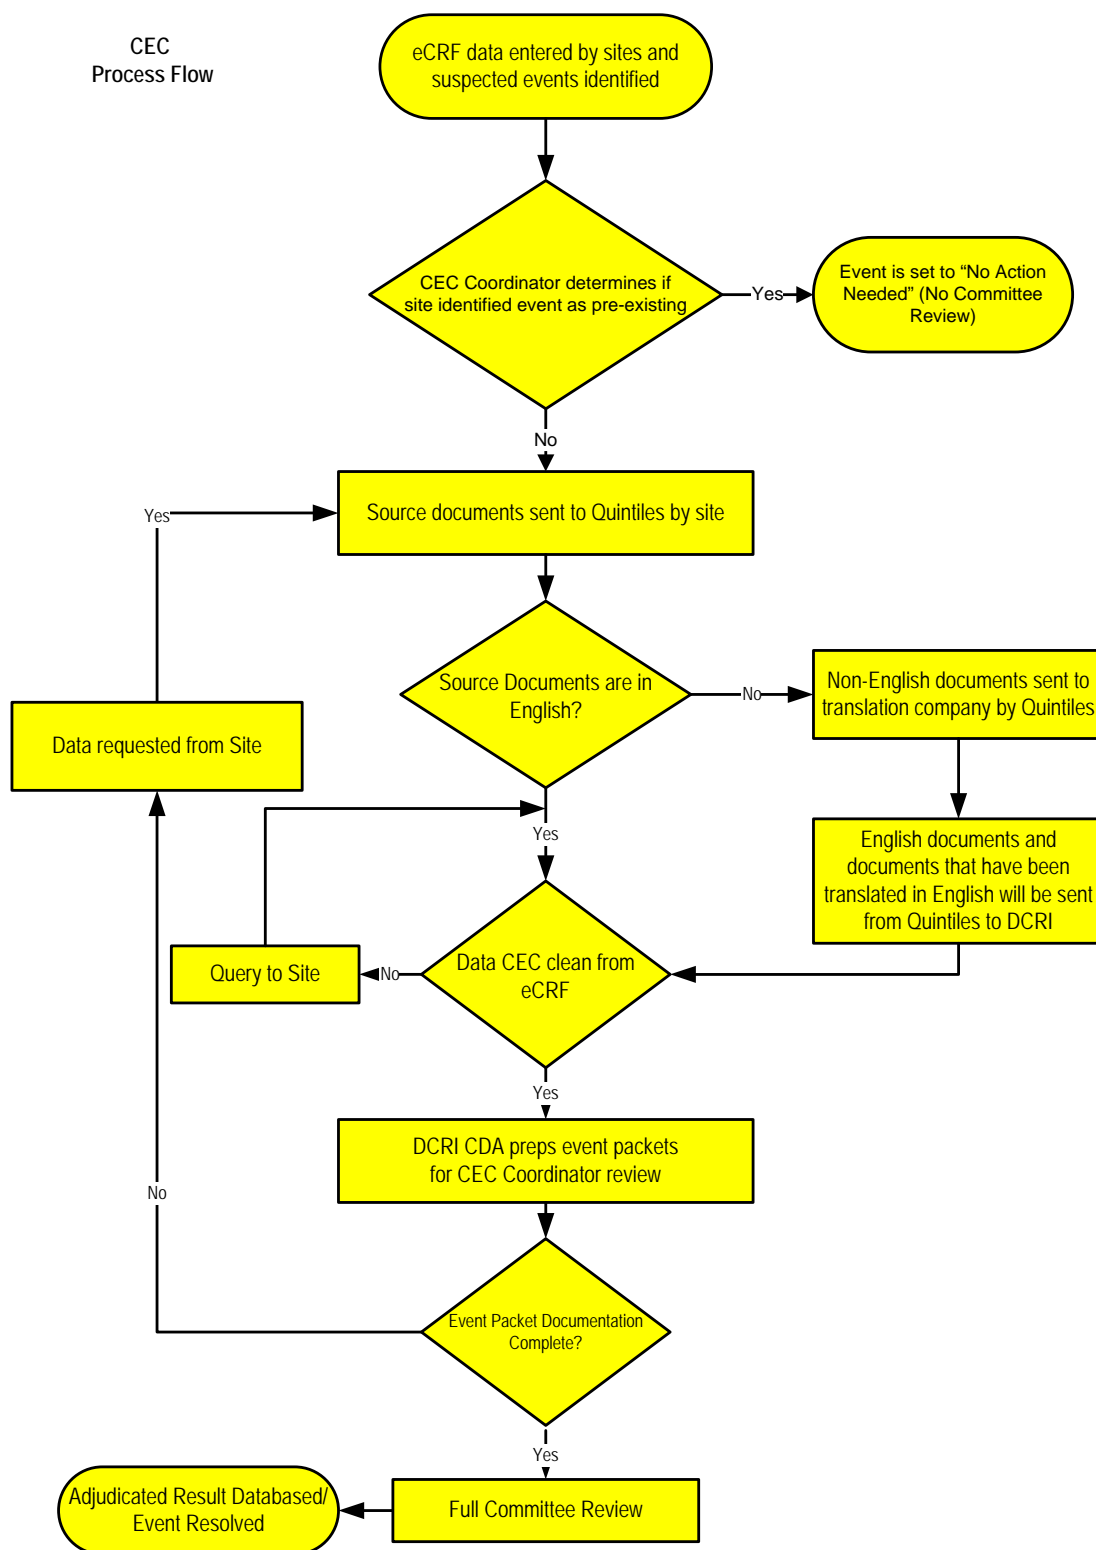 CEC
Process Flow
eCRF data entered by sites and
suspected events identified
CEC Coordinator determines if
site identified event as pre-existing
Yes
Event is set to “No Action
Needed” (No Committee
Review)
No
Source documents sent to Quintiles by site
Yes
Source Documents are in
English?
No
Non-English documents sent to
translation company by Quintiles
Data requested from Site
Yes
English documents and
documents that have been
translated in English will be sent
from Quintiles to DCRI
Data CEC clean from
eCRF
No
Query to Site
Yes
DCRI CDA preps event packets
for CEC Coordinator review
No
Event Packet Documentation
Complete?
Yes
Full Committee Review
Adjudicated Result Databased/
Event Resolved